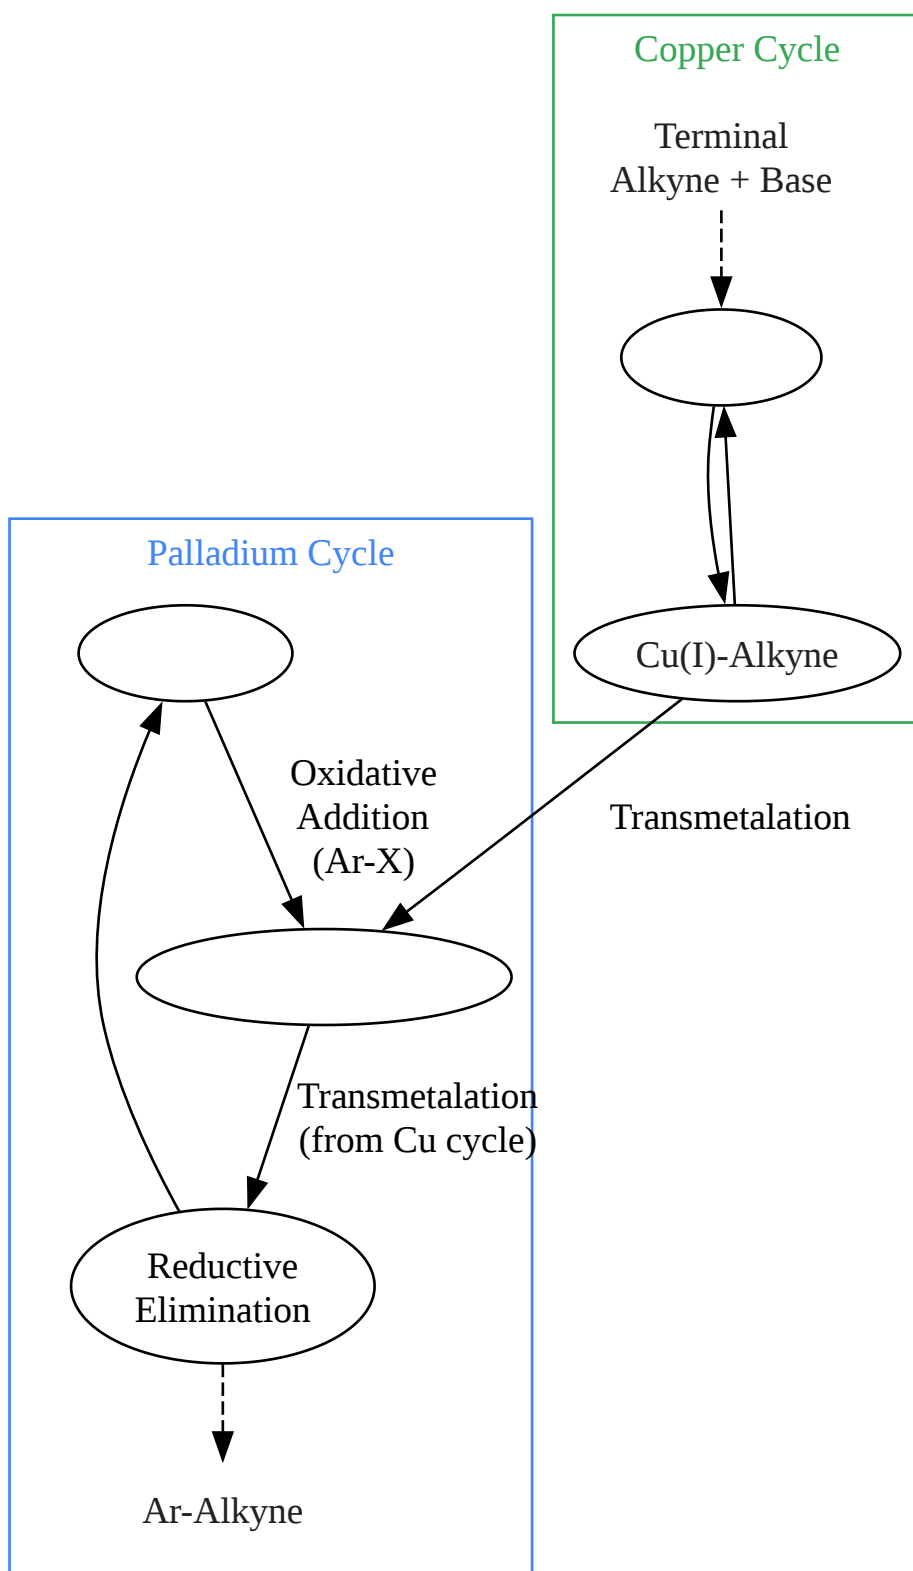 Copper Cycle
Terminal
Alkyne + Base
Palladium Cycle
Cu(I)-Alkyne
Oxidative
Addition
(Ar-X)
Transmetalation
Transmetalation
(from Cu cycle)
Reductive
Elimination
Ar-Alkyne